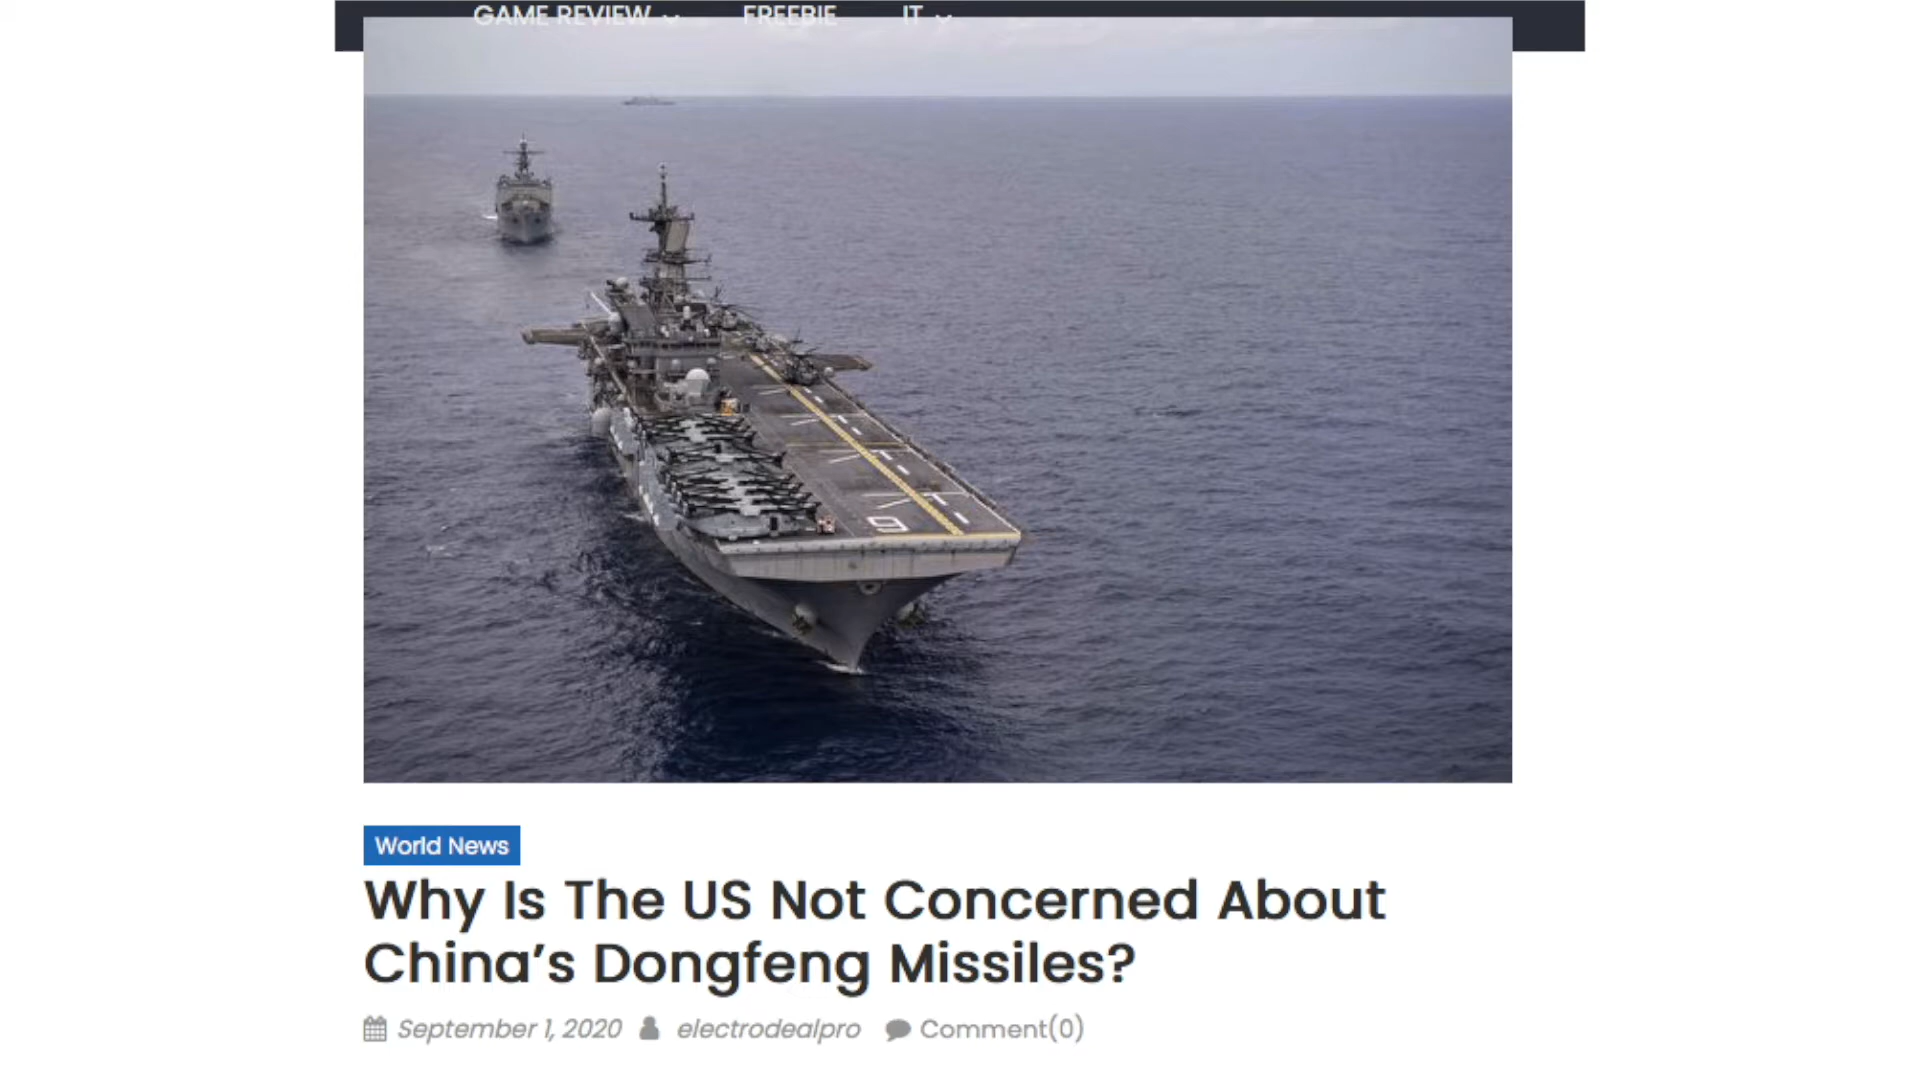 GAME REVIEW FREEBIE IT
6
World News
Why Is The US Not Concerned About
China's Dongfeng Missiles?
September 1, 2020 electrodealpro Comment(0)